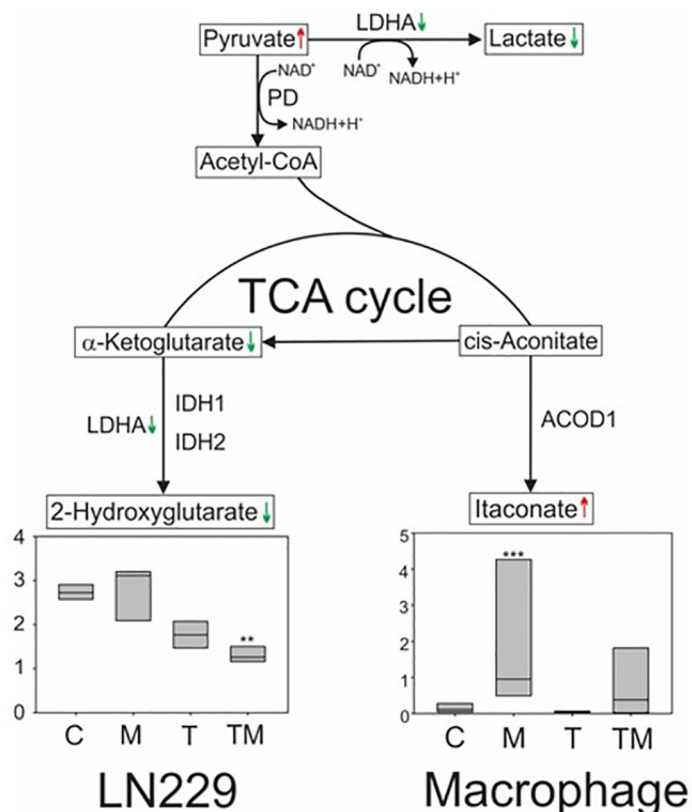 Pyruvate↑ LDHA↓ Lactate↓
NAD⁺ NAD⁺ NADH+H⁺
PD
NADH+H⁺
Acetyl-CoA
TCA cycle
α-Ketoglutarate↓ cis-Aconitate
LDHA↓ IDH1 ACOD1
IDH2
2-Hydroxyglutarate↓ Itaconate↑
4
3
2
1
0
**
C M T TM
LN229
5
4
3
2
1
0
***
C M T TM
Macrophage